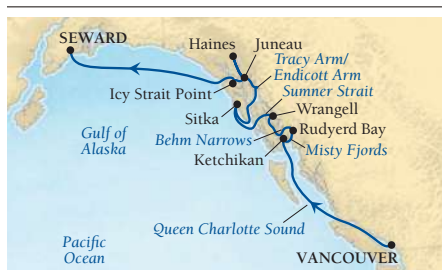 SEWARD
Haines
Juneau
Tracy Arm/
Endicott Arm
Icy Strait Point
Sumner Strait
Sitka
Wrangell
Rudyerd Bay
Gulf of
Alaska
Behm Narrows
Misty Fjords
Ketchikan
Queen Charlotte Sound
Pacific
Ocean
VANCOUVER